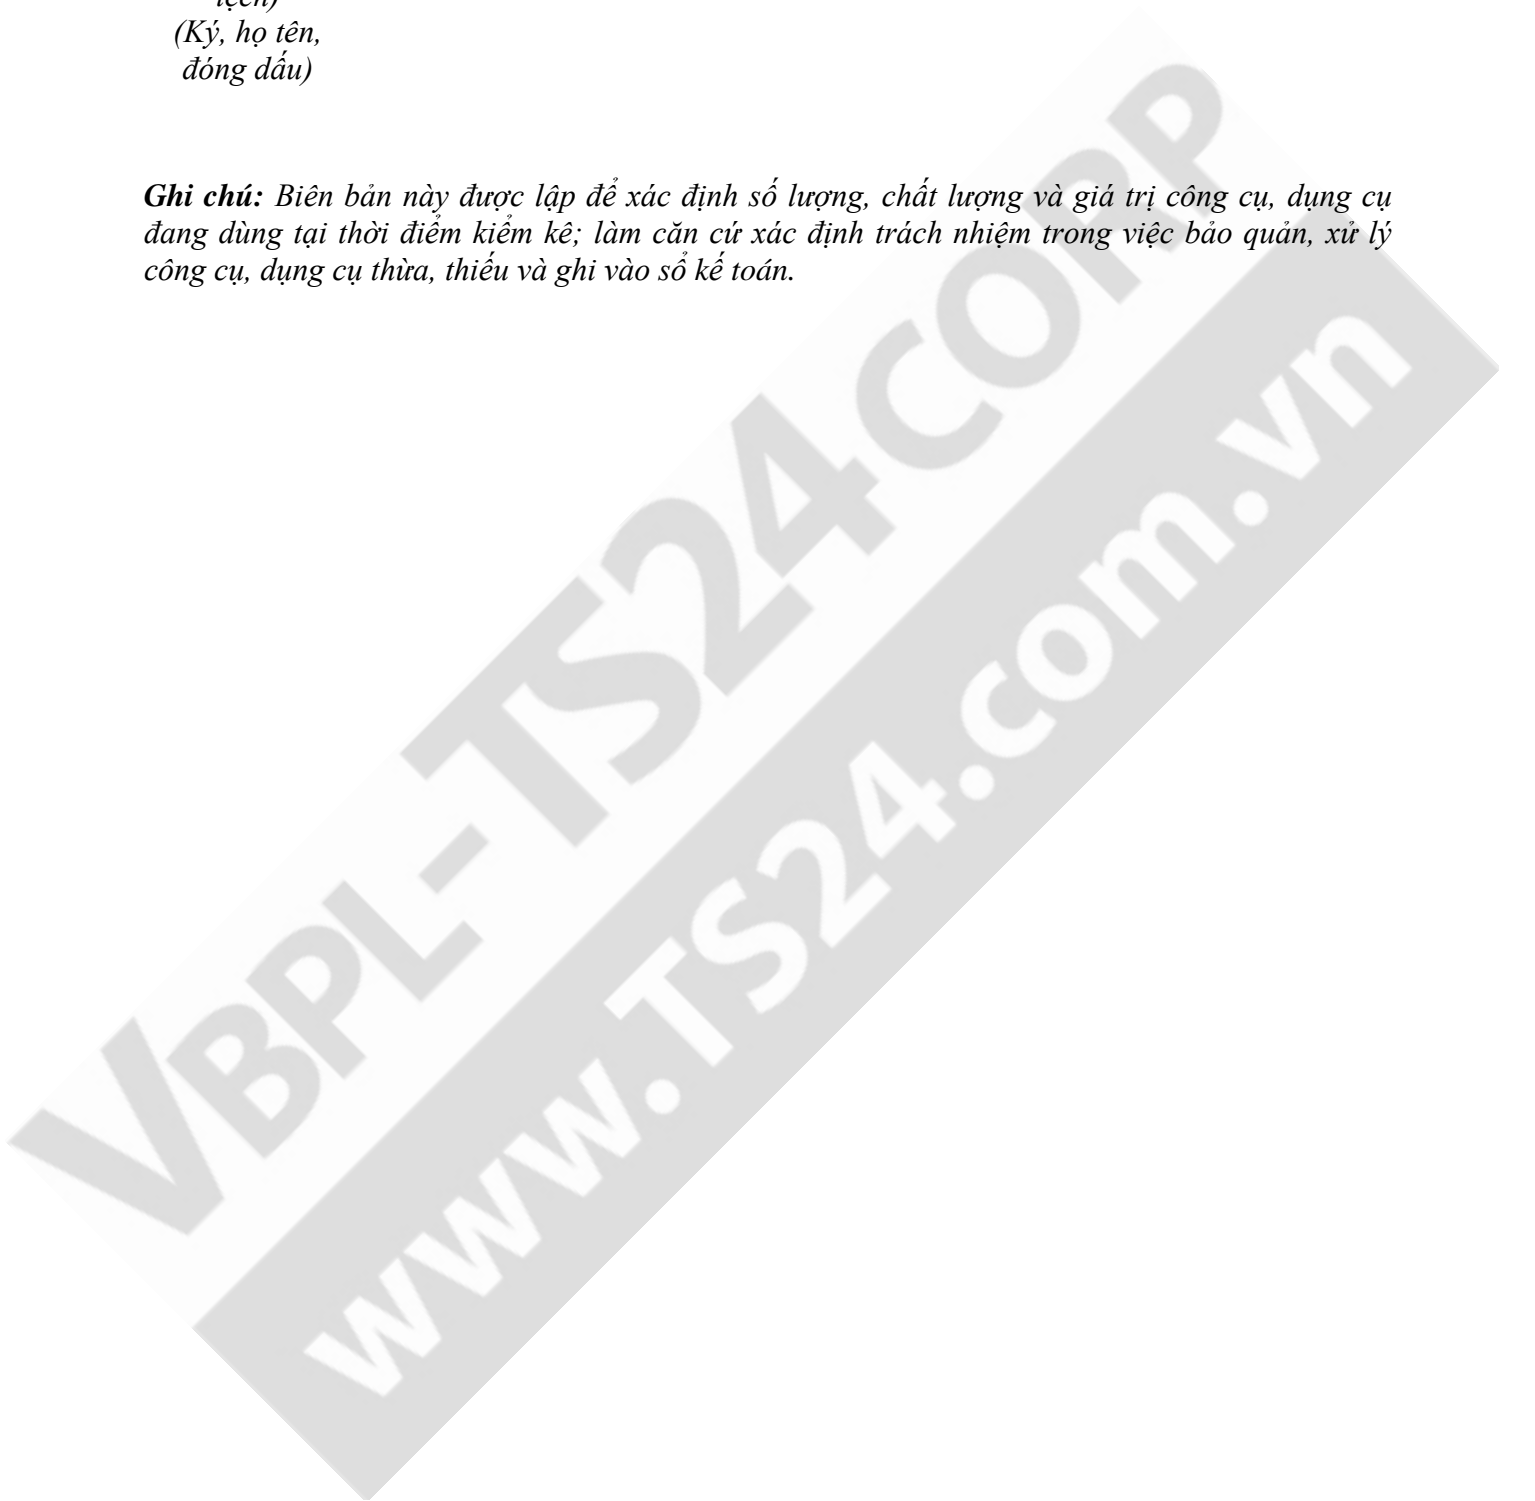 lệch)
(Ký, họ tên,
đóng dấu)
Ghi chú: Biên bản này được lập để xác định số lượng, chất lượng và giá trị công cụ, dụng cụ
đang dùng tại thời điểm kiểm kê; làm căn cứ xác định trách nhiệm trong việc bảo quản, xử lý
công cụ, dụng cụ thừa, thiếu và ghi vào sổ kế toán.
VBPL-TS24CORP
www.TS24.com.vn